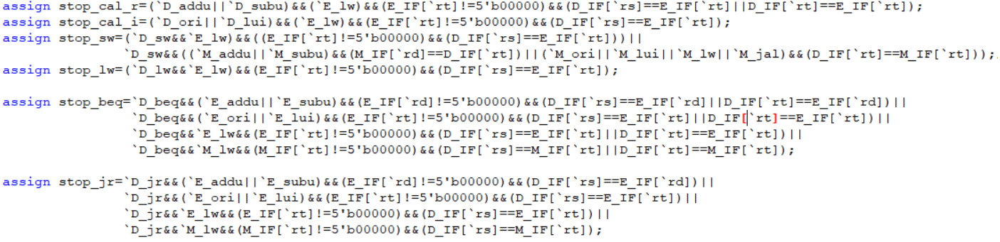 assign stop_cal_r=(`D_addu||`D_subu)&&(`E_lw)&&(E_IF[`rt]!=5'b00000)&&(D_IF[`rs]==E_IF[`rt]||D_IF[`rt]==E_IF[`rt]);
assign stop_cal_i=(`D_ori||`D_lui)&&(`E_lw)&&(E_IF[`rt]!=5'b00000)&&(D_IF[`rs]==E_IF[`rt]);
assign stop_sw=(`D_sw&&`E_lw)&&((E_IF[`rt]!=5'b00000)&&(D_IF[`rs]==E_IF[`rt]))||
`D_sw&&((`M_addu||`M_subu)&&(M_IF[`rd]==D_IF[`rt])||(`M_ori||`M_lui||`M_lw||`M_jal)&&(D_IF[`rt]==M_IF[`rt]));
assign stop_lw=(`D_lw&&`E_lw)&&(E_IF[`rt]!=5'b00000)&&(D_IF[`rs]==E_IF[`rt]);
assign stop_beq=`D_beq&&(`E_addu||`E_subu)&&(E_IF[`rd]!=5'b00000)&&(D_IF[`rs]==E_IF[`rd]||D_IF[`rt]==E_IF[`rd])||
`D_beq&&(`E_ori||`E_lui)&&(E_IF[`rt]!=5'b00000)&&(D_IF[`rs]==E_IF[`rt]||D_IF[`rt]==E_IF[`rt])||
`D_beq&&`E_lw&&(E_IF[`rt]!=5'b00000)&&(D_IF[`rs]==E_IF[`rt]||D_IF[`rt]==E_IF[`rt])||
`D_beq&&`M_lw&&(M_IF[`rt]!=5'b00000)&&(D_IF[`rs]==M_IF[`rt]||D_IF[`rt]==M_IF[`rt]);
assign stop_jr=`D_jr&&(`E_addu||`E_subu)&&(E_IF[`rd]!=5'b00000)&&(D_IF[`rs]==E_IF[`rd])||
`D_jr&&(`E_ori||`E_lui)&&(E_IF[`rt]!=5'b00000)&&(D_IF[`rs]==E_IF[`rt])||
`D_jr&&`E_lw&&(E_IF[`rt]!=5'b00000)&&(D_IF[`rs]==E_IF[`rt])||
`D_jr&&`M_lw&&(M_IF[`rt]!=5'b00000)&&(D_IF[`rs]==M_IF[`rt]);